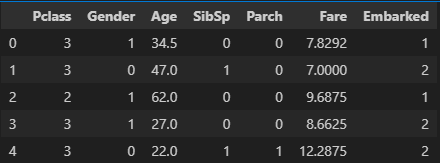 Pclass Gender Age SibSp Parch Fare Embarked
0 3 1 34.5 0 0 7.8292 1
1 3 0 47.0 1 0 7.0000 2
2 2 1 62.0 0 0 9.6875 1
3 3 1 27.0 0 0 8.6625 2
4 3 0 22.0 1 1 12.2875 2